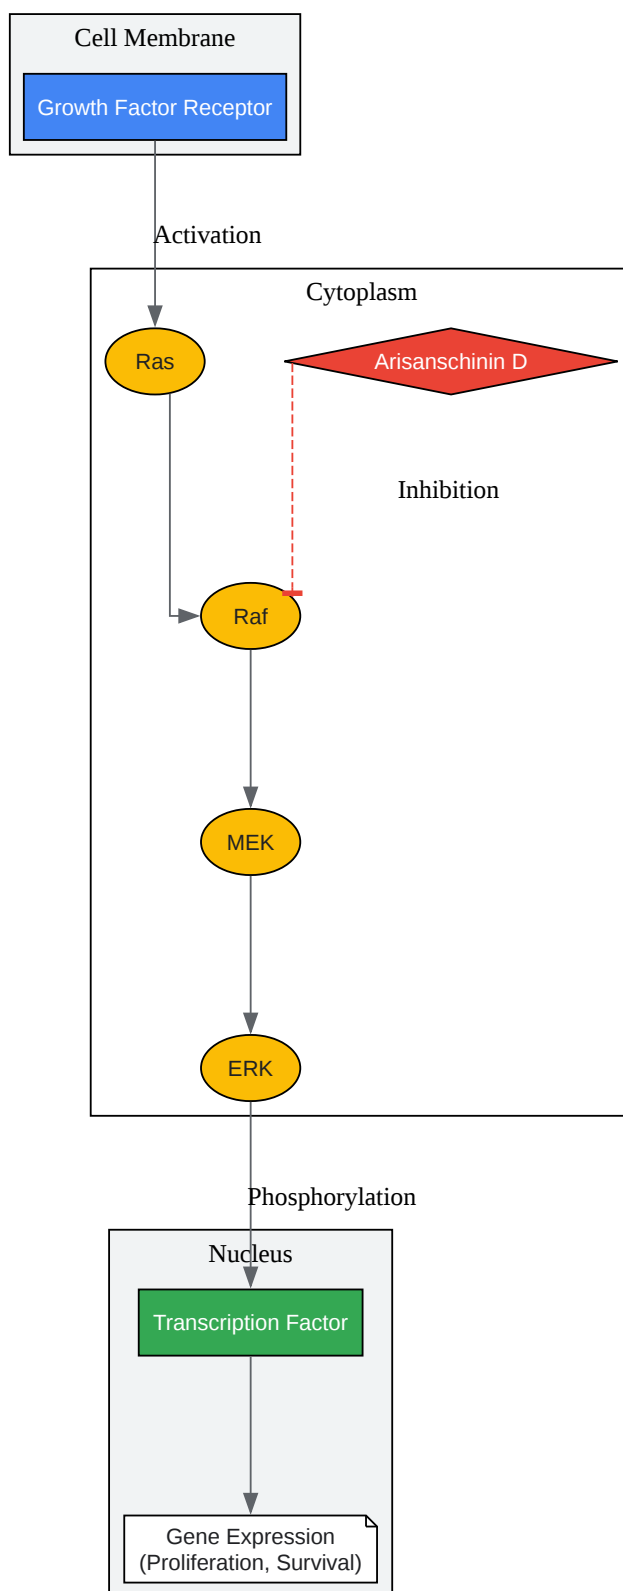 Cell Membrane
Growth Factor Receptor
Activation
Cytoplasm
Ras
Arisanschinin D
Inhibition
Raf
MEK
ERK
Phosphorylation
Nucleus
Transcription Factor
Gene Expression
(Proliferation, Survival)